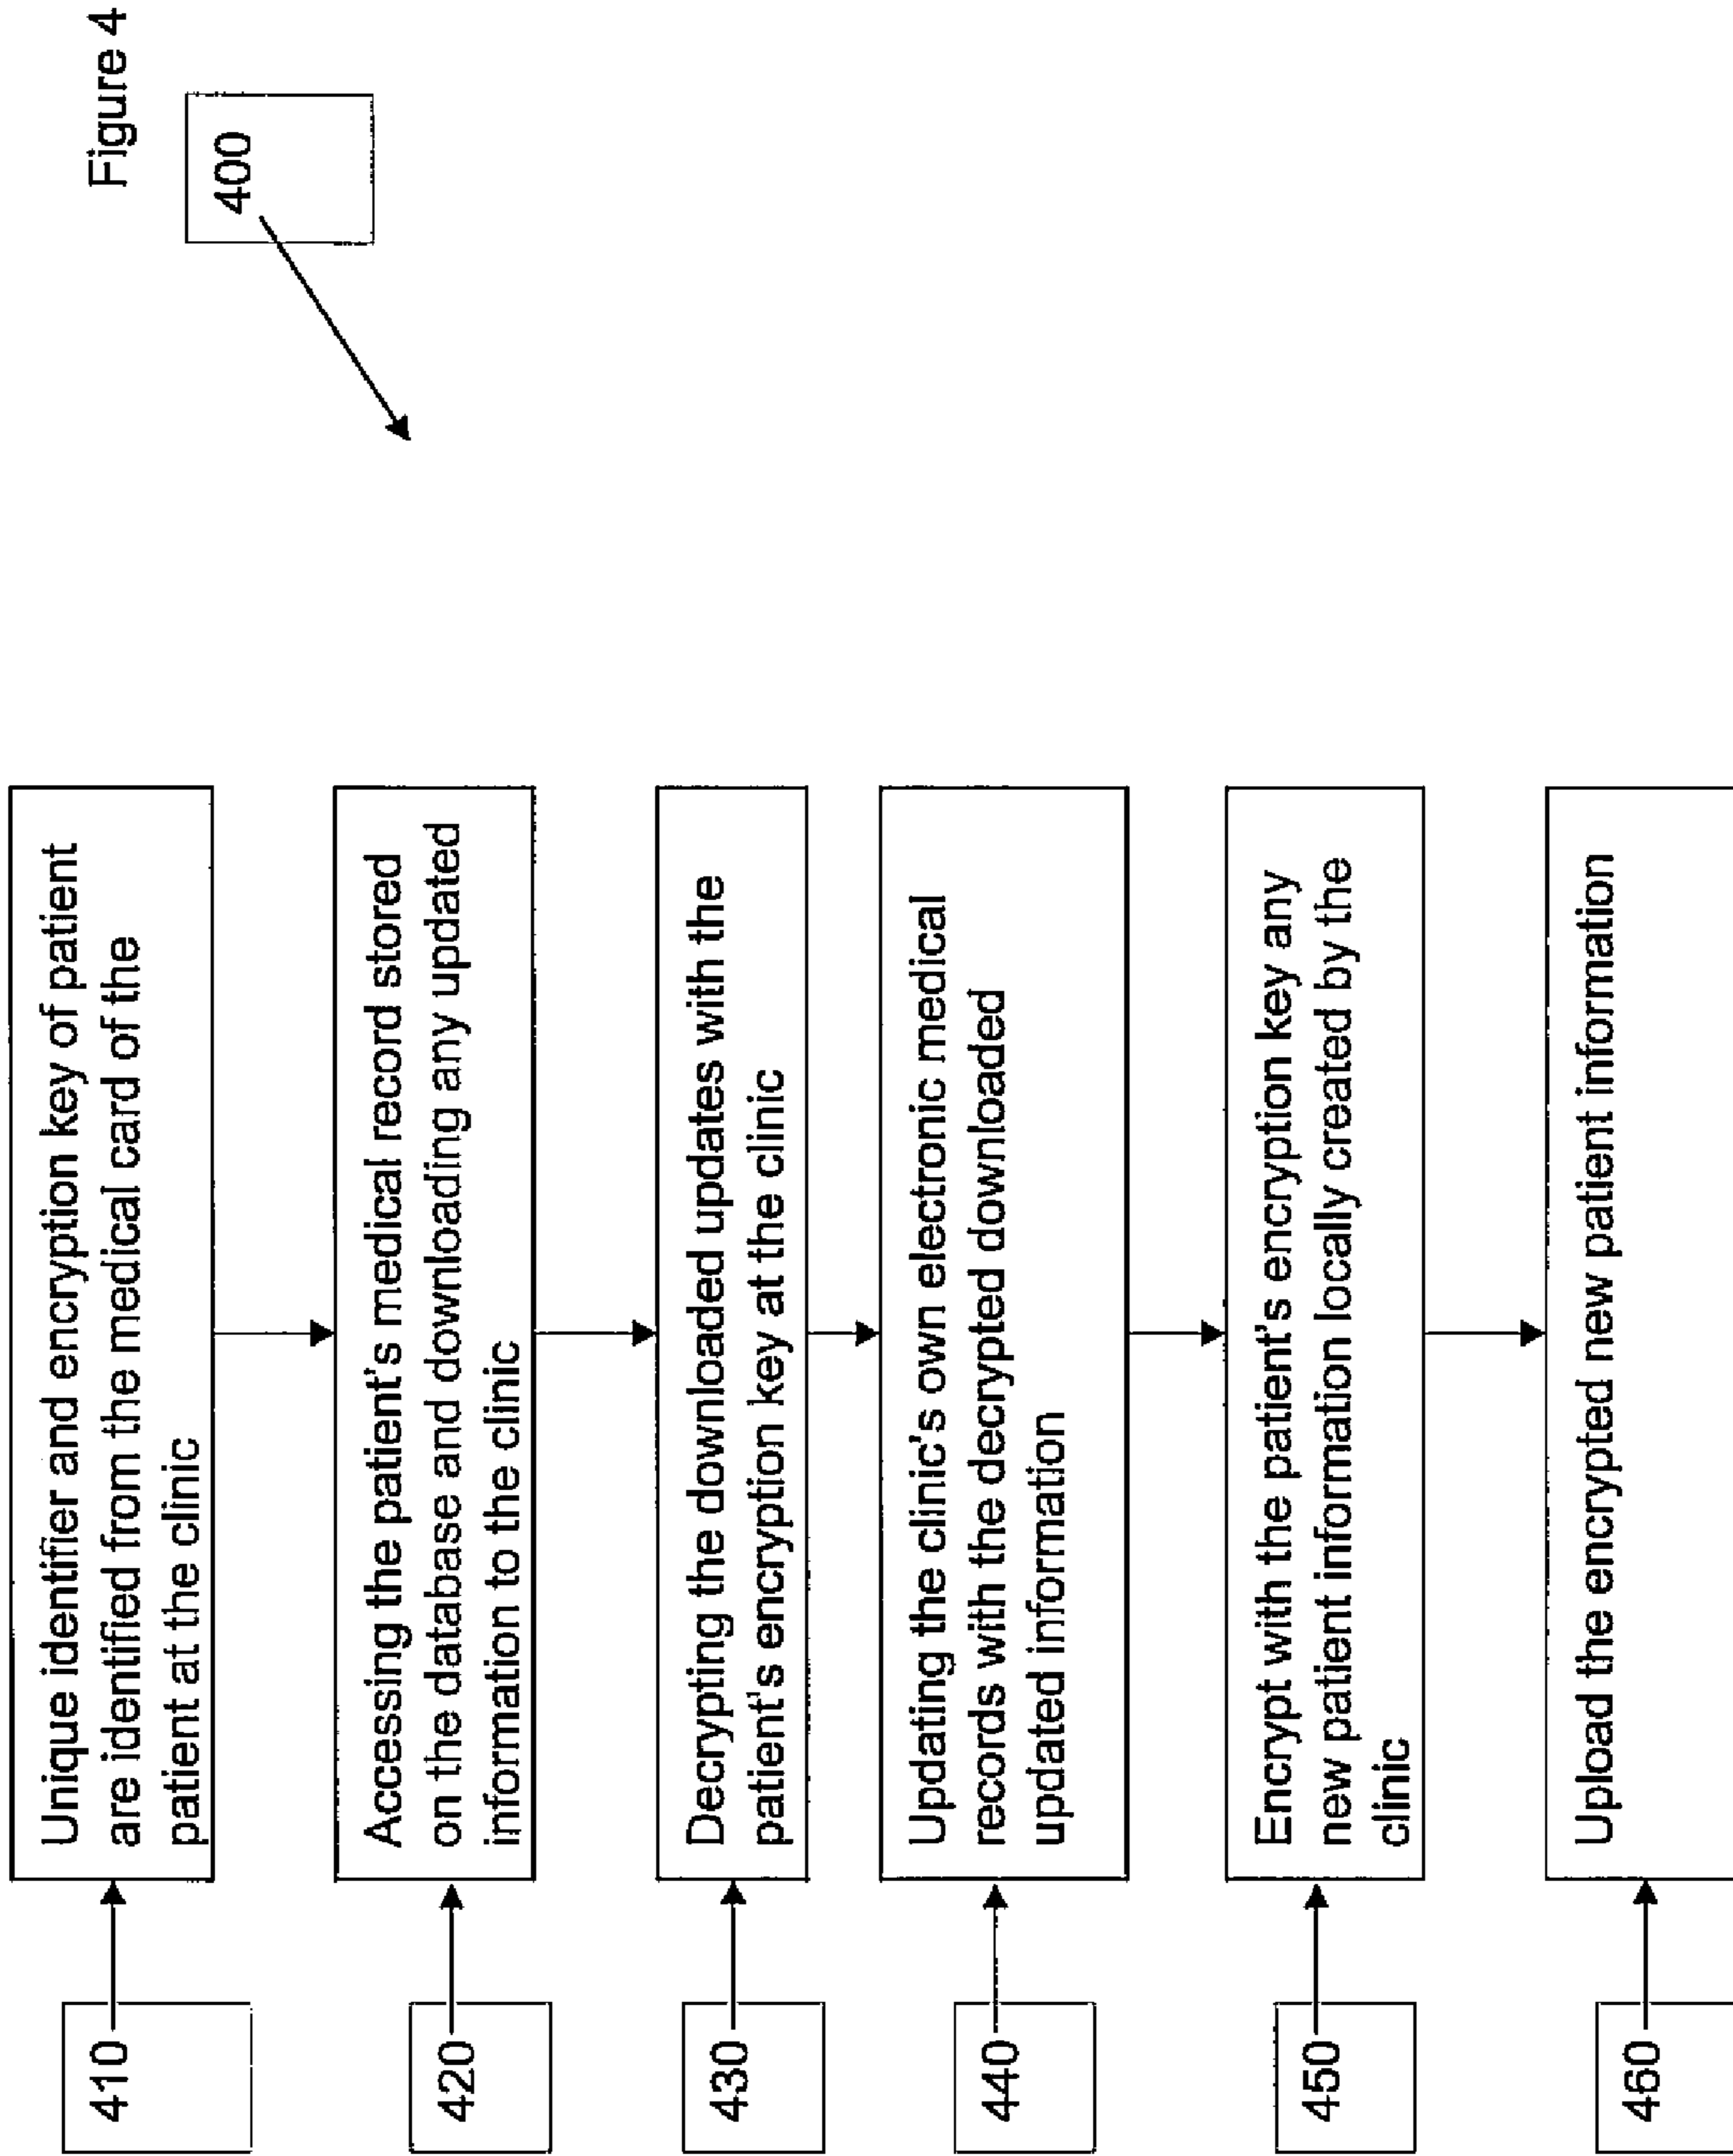 Figure 4
400
410
Unique identifier and encryption key of patient
are identified from the medical card of the
patient at the clinic
420
Accessing the patient's medical record stored
on the database and downloading any updated
information to the clinic
430
Decrypting the downloaded updates with the
patient's encryption key at the clinic
440
Updating the clinic's own electronic medical
records with the decrypted downloaded
updated information
450
Encrypt with the patient's encryption key any
new patient information locally created by the
clinic
460
Upload the encrypted new patient information